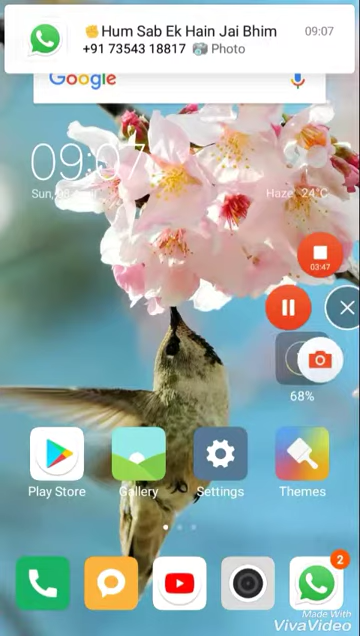 ✊Hum Sab Ek Hain Jai Bhim
09:07
+91 73543 18817 📷 Photo
Google
09:07
Sun,
Haze 24°C
03:47
68%
Play Store
Gallery
Settings
Themes
2
Made With
VivaVideo